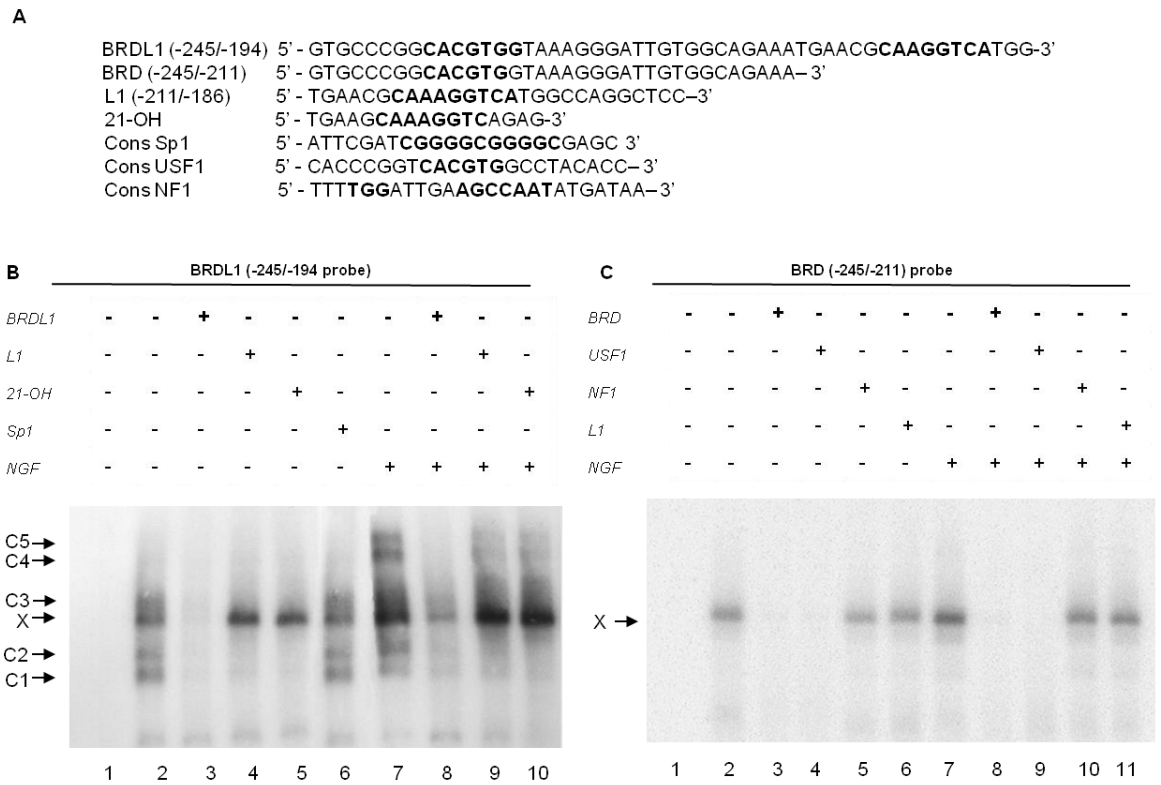 A
BRDL1 (-245/-194) 5' - GTGCCCGGCACGTGGTAAAGGGATTGTGGCAGAAATGAACGCAAGGTCATGG-3'
BRD (-245/-211) 5' - GTGCCCGGCACGTGGTAAAGGGATTGTGGCAGAAA– 3'
L1 (-211/-186) 5' - TGAACGCAAAGGTCATGGCCAGGCTCC–3'
21-OH 5' - TGAAGCAAAGGTCAGAG-3'
Cons Sp1 5' - ATTCGATCGGGGCGGGGCGAGC 3'
Cons USF1 5' - CACCCGGTCACGTGGCCTACACC– 3'
Cons NF1 5' - TTTTGGATTGAAGCCAATATGATAA–3'
B BRDL1 (-245/-194 probe)
BRDL1 - - + - - - - + - -
L1 - - - + - - - - + -
21-OH - - - - + - - - - +
Sp1 - - - - - + - - - -
NGF - - - - - - + + + +
C5
C4
C3
X
C2
C1
1 2 3 4 5 6 7 8 9 10
C BRD (-245/-211) probe
BRD - - + - - - - + - - -
USF1 - - - + - - - - + - -
NF1 - - - - + - - - - + -
L1 - - - - - + - - - - +
NGF - - - - - - + + + + +
X
1 2 3 4 5 6 7 8 9 10 11